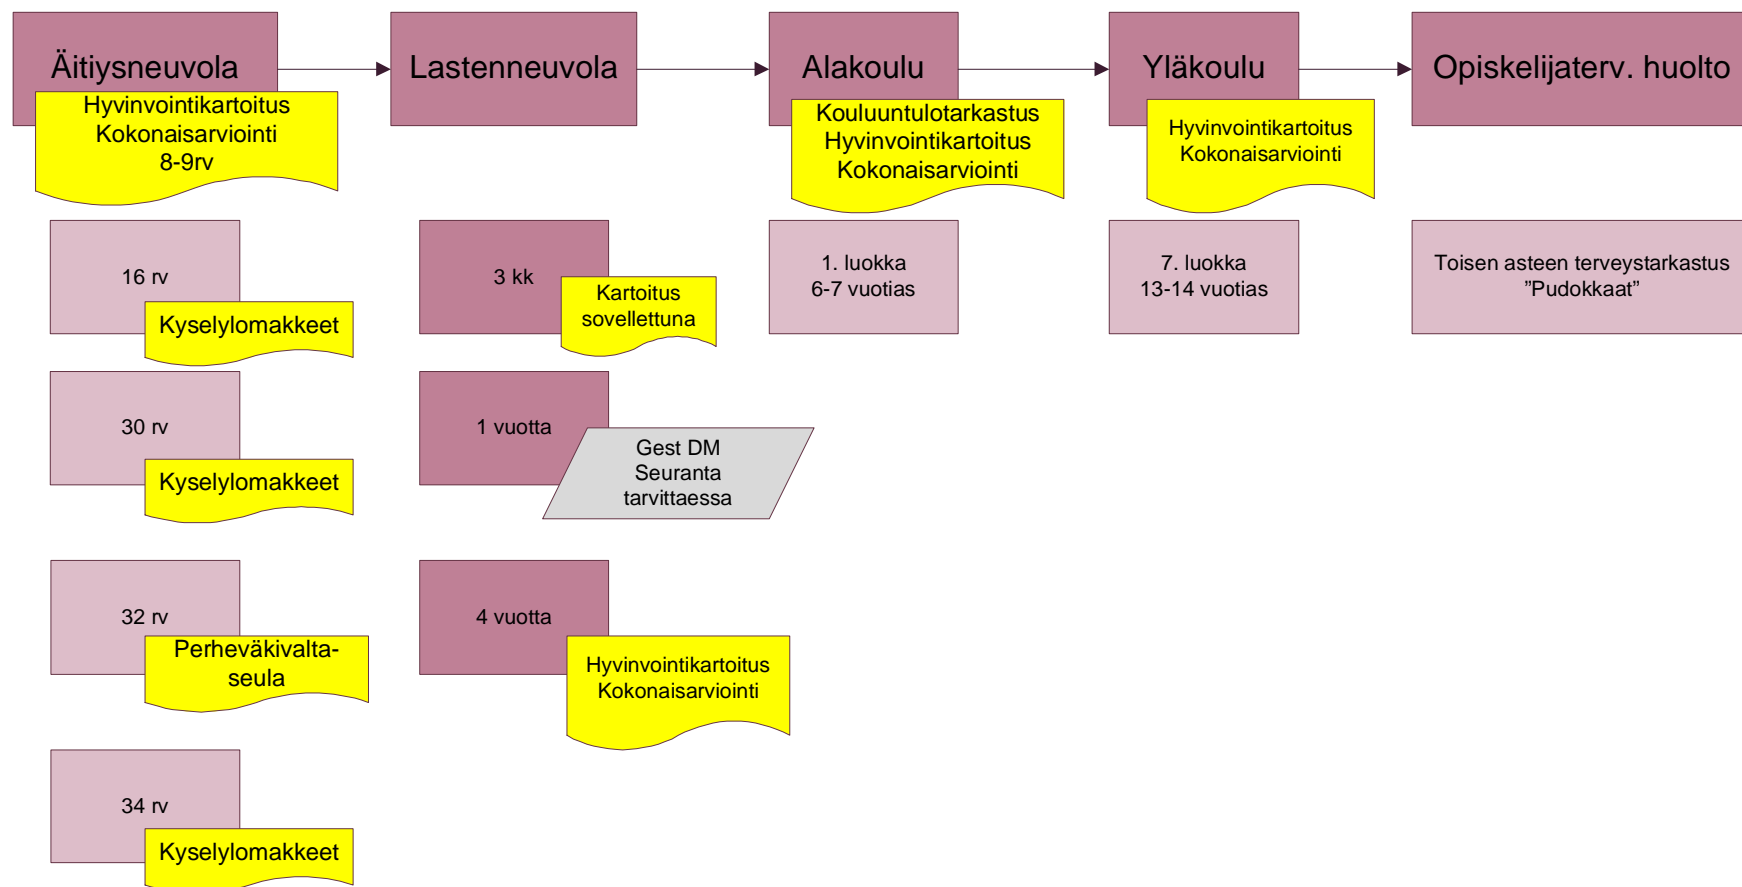 Äitiysneuvola
Lastenneuvola
Alakoulu
Yläkoulu
Opiskelijaterv. huolto
Hyvinvointikartoitus
Kokonaisarviointi
8-9rv
Kouluuntulotarkastus
Hyvinvointikartoitus
Kokonaisarviointi
Hyvinvointikartoitus
Kokonaisarviointi
16 rv
Kyselylomakkeet
3 kk
Kartoitus
sovellettuna
1. luokka
6-7 vuotias
7. luokka
13-14 vuotias
Toisen asteen terveystarkastus
”Pudokkaat”
30 rv
Kyselylomakkeet
1 vuotta
Gest DM
Seuranta
tarvittaessa
32 rv
Perheväkivalta-
seula
4 vuotta
Hyvinvointikartoitus
Kokonaisarviointi
34 rv
Kyselylomakkeet